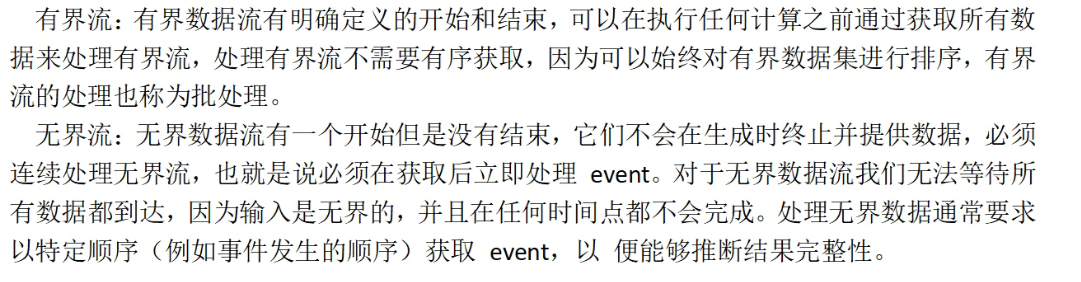 有界流：有界数据流有明确定义的开始和结束，可以在执行任何计算之前通过获取所有数
据来处理有界流，处理有界流不需要有序获取，因为可以始终对有界数据集进行排序，有界
流的处理也称为批处理。
无界流：无界数据流有一个开始但是没有结束，它们不会在生成时终止并提供数据，必须
连续处理无界流，也就是说必须在获取后立即处理 event。对于无界数据流我们无法等待所
有数据都到达，因为输入是无界的，并且在任何时间点都不会完成。处理无界数据通常要求
以特定顺序（例如事件发生的顺序）获取 event，以 便能够推断结果完整性。